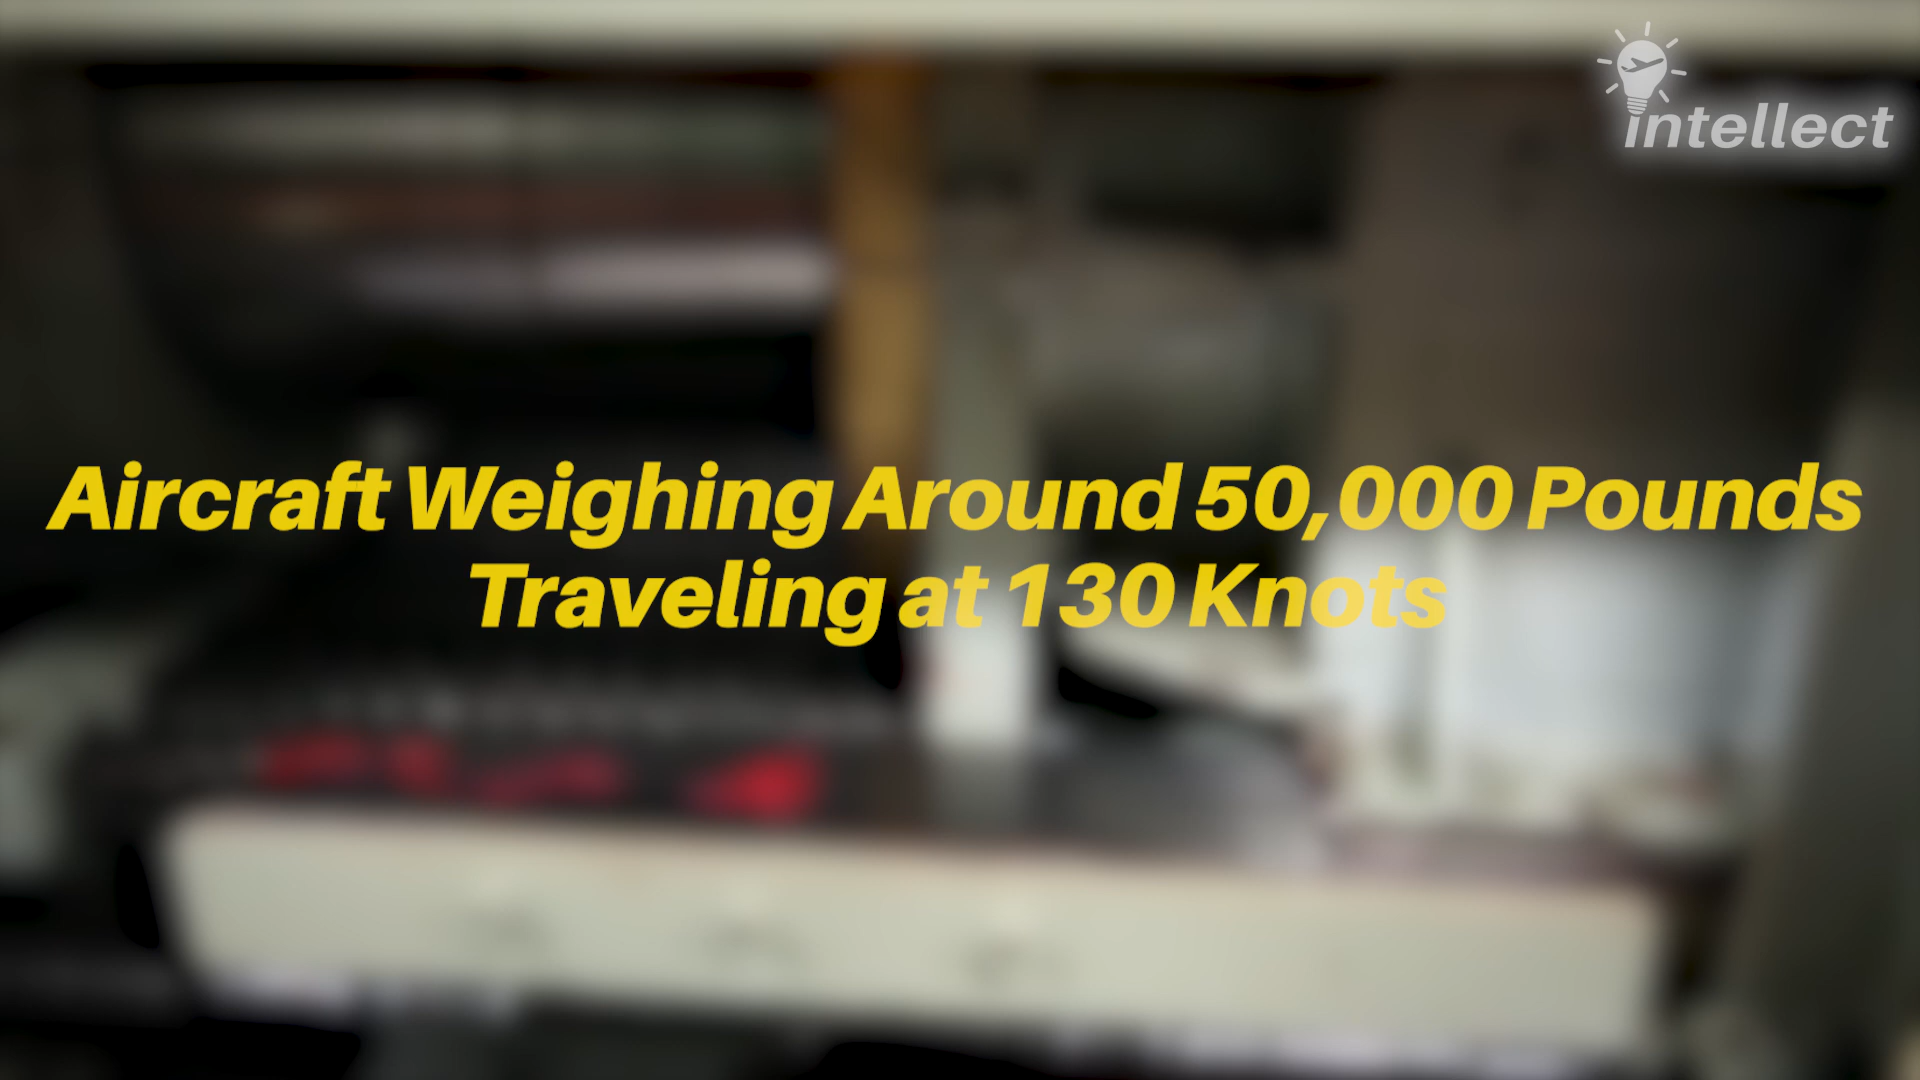 intellect
Aircraft Weighing Around 50,000 Pounds
Traveling at 130 Knots